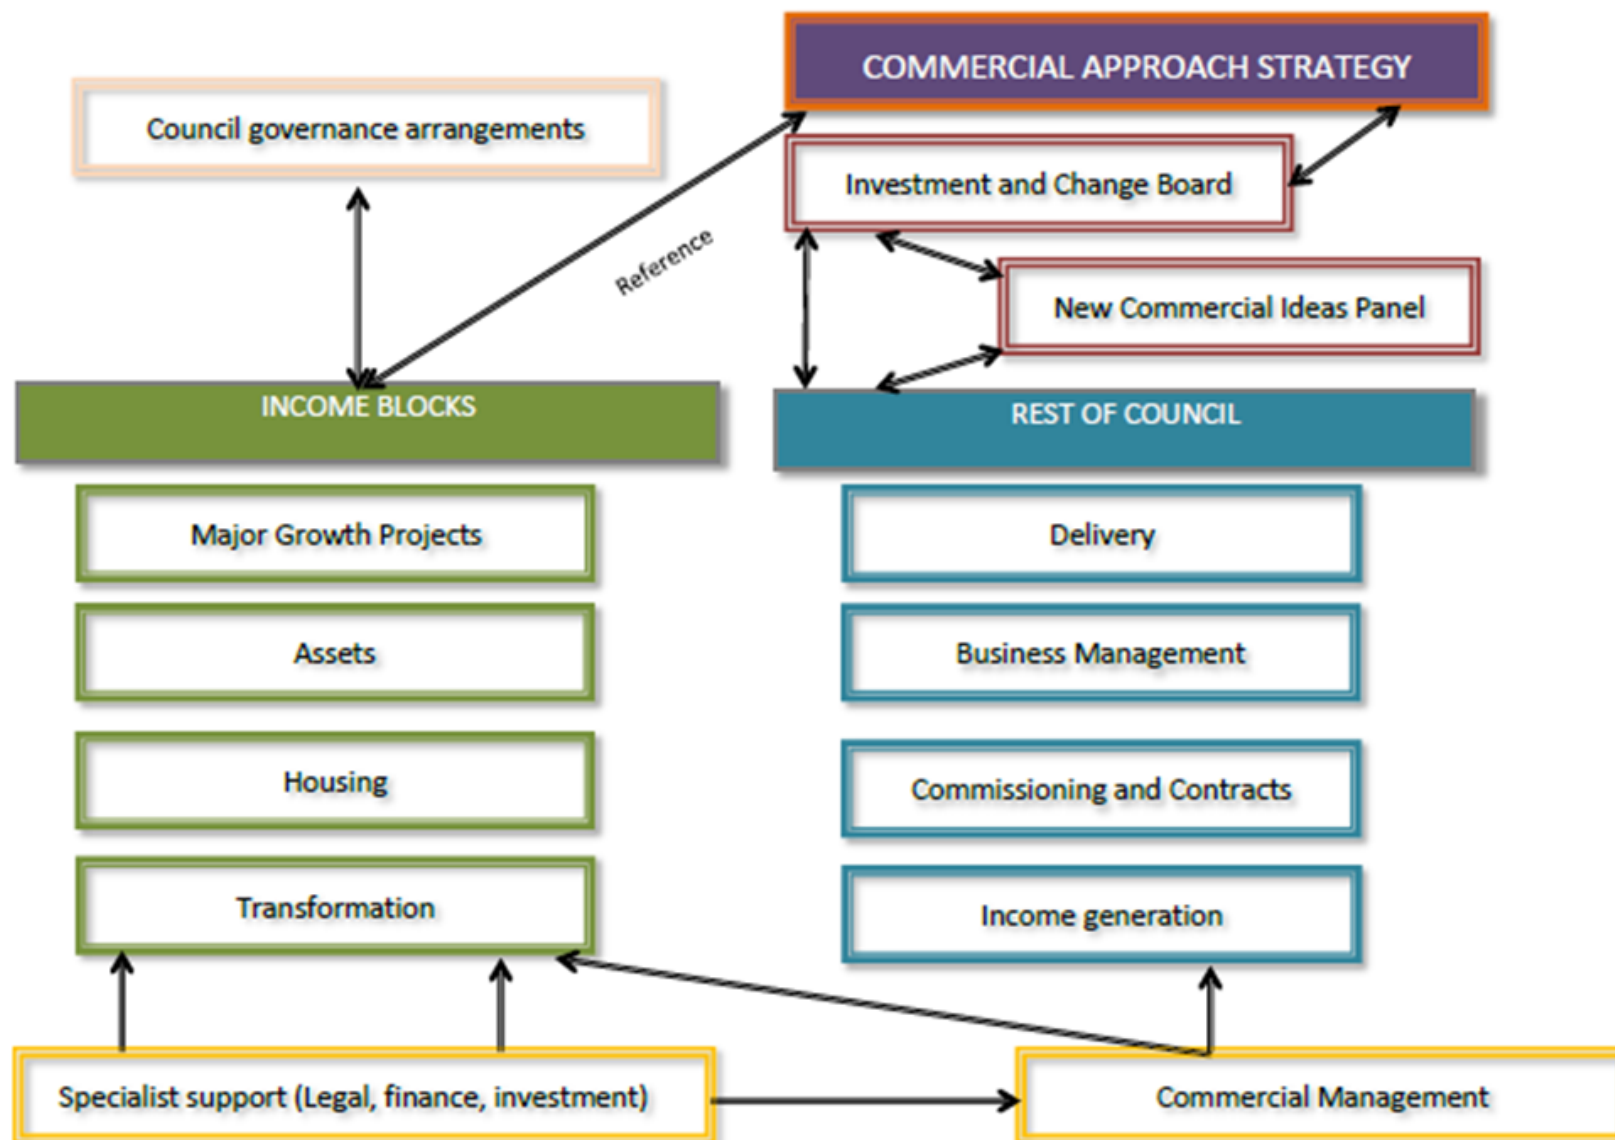 COMMERCIAL APPROACH STRATEGY
Council governance arrangements
Investment and Change Board
Reference
New Commercial Ideas Panel
INCOME BLOCKS
REST OF COUNCIL
Major Growth Projects
Delivery
Assets
Business Management
Housing
Commissioning and Contracts
Transformation
Income generation
Specialist support (Legal, finance, investment)
Commercial Management